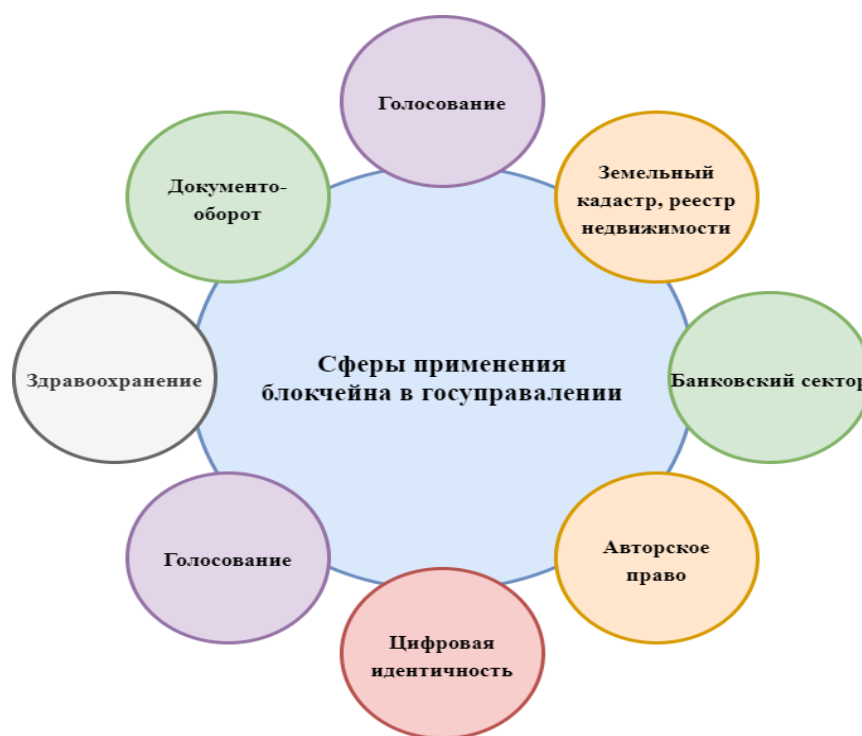 Голосование
Документо-
оборот
Земельный
кадастр, реестр
недвижимости
Здравоохранение
Сферы применения
блокчейна в госуправалении
Банковский сектор
Голосование
Авторское
право
Цифровая
идентичность